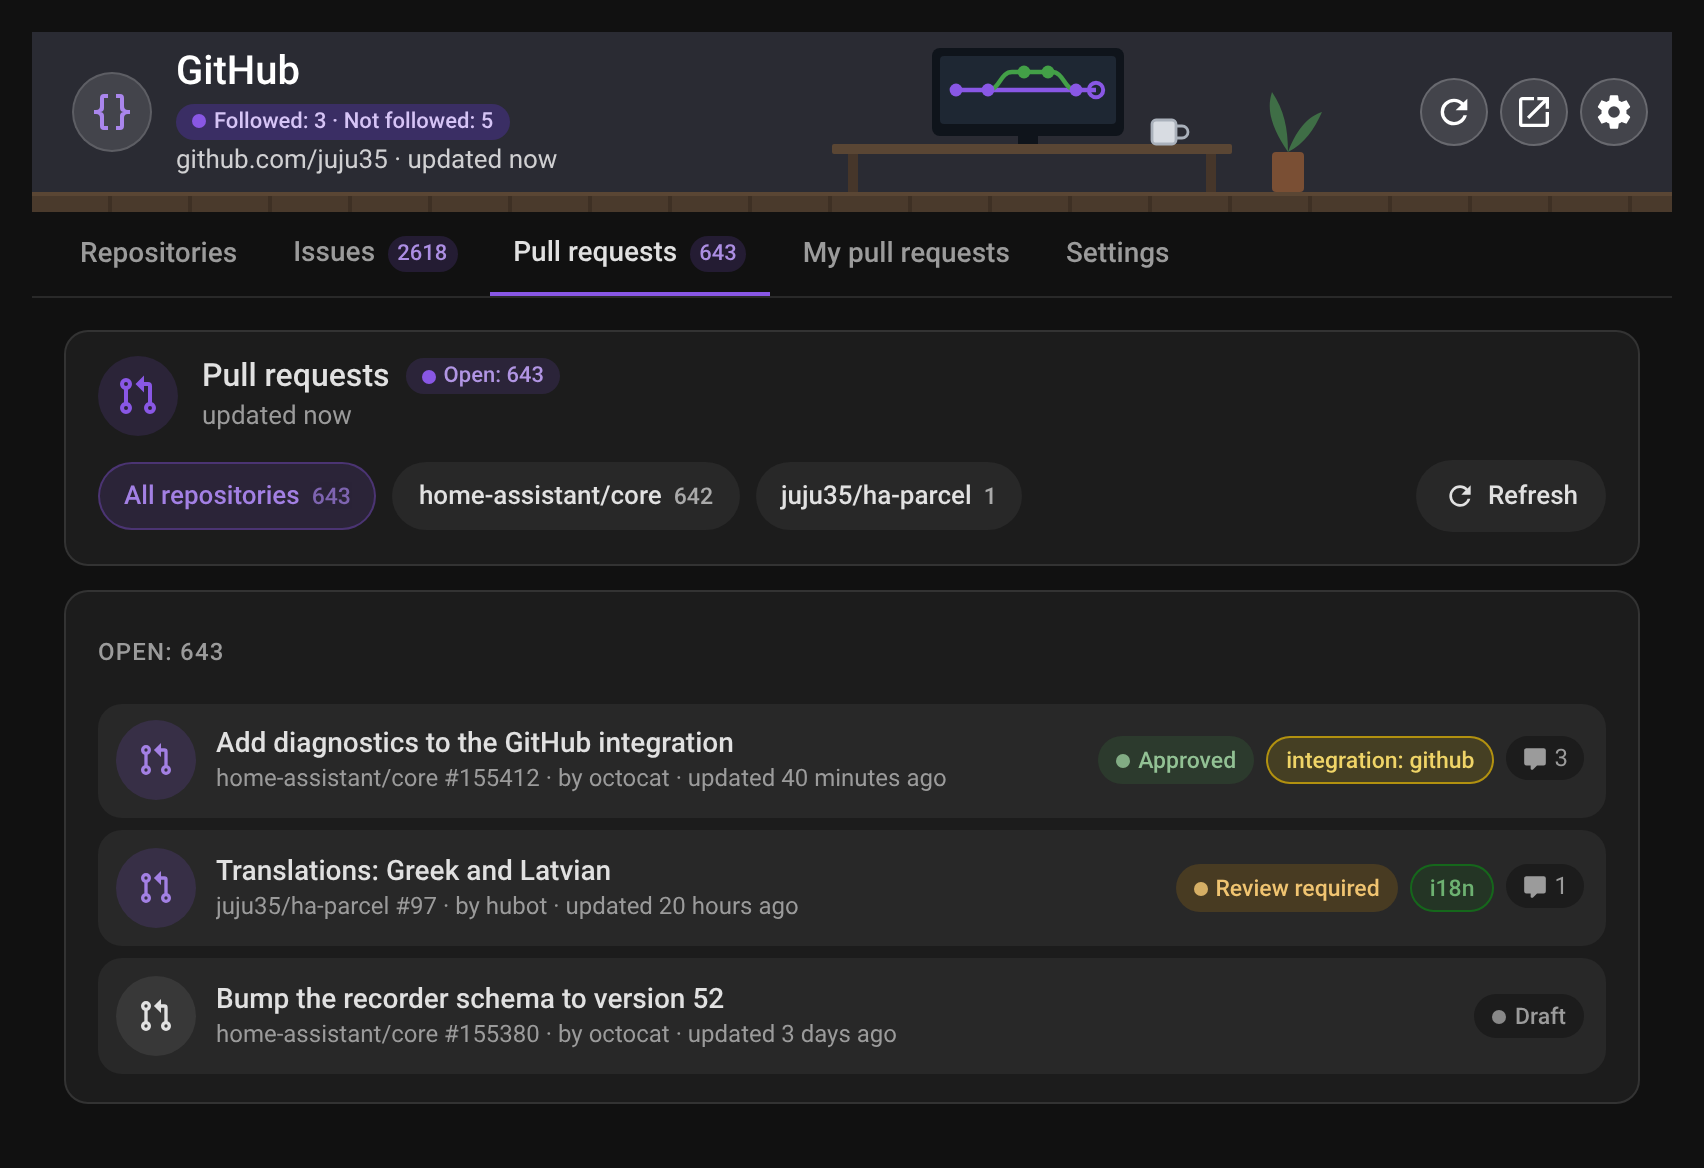 GitHub
Followed: 3 · Not followed: 5
github.com/juju35 · updated now
Repositories
Issues 2618
Pull requests 643
My pull requests
Settings
Pull requests
Open: 643
updated now
All repositories 643
home-assistant/core 642
juju35/ha-parcel 1
Refresh
OPEN: 643
Add diagnostics to the GitHub integration
home-assistant/core #155412 · by octocat · updated 40 minutes ago
Approved
integration: github
3
Translations: Greek and Latvian
juju35/ha-parcel #97 · by hubot · updated 20 hours ago
Review required
i18n
1
Bump the recorder schema to version 52
home-assistant/core #155380 · by octocat · updated 3 days ago
Draft